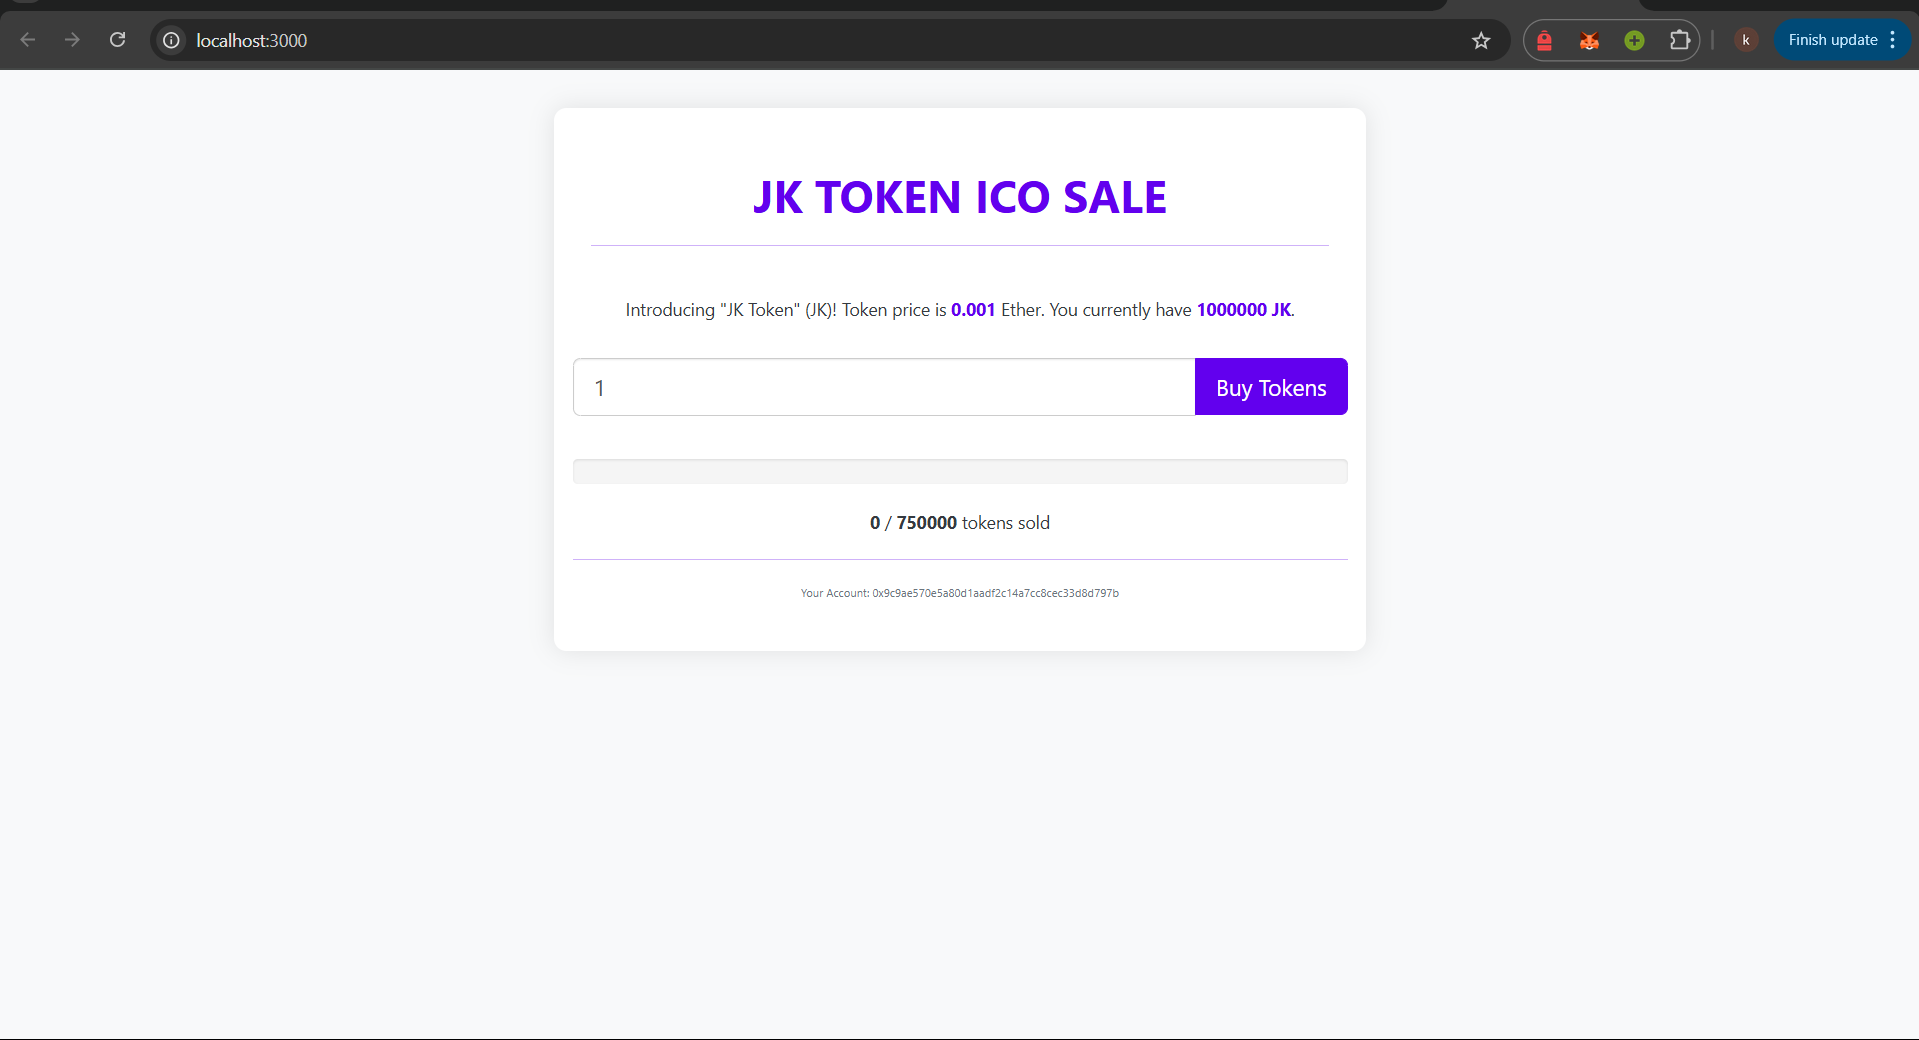 localhost:3000
k
Finish update
JK TOKEN ICO SALE
Introducing "JK Token" (JK)! Token price is 0.001 Ether. You currently have 1000000 JK.
1
Buy Tokens
0 / 750000 tokens sold
Your Account: 0x9c9ae570e5a80d1aadf2c14a7cc8cec33d8d797b